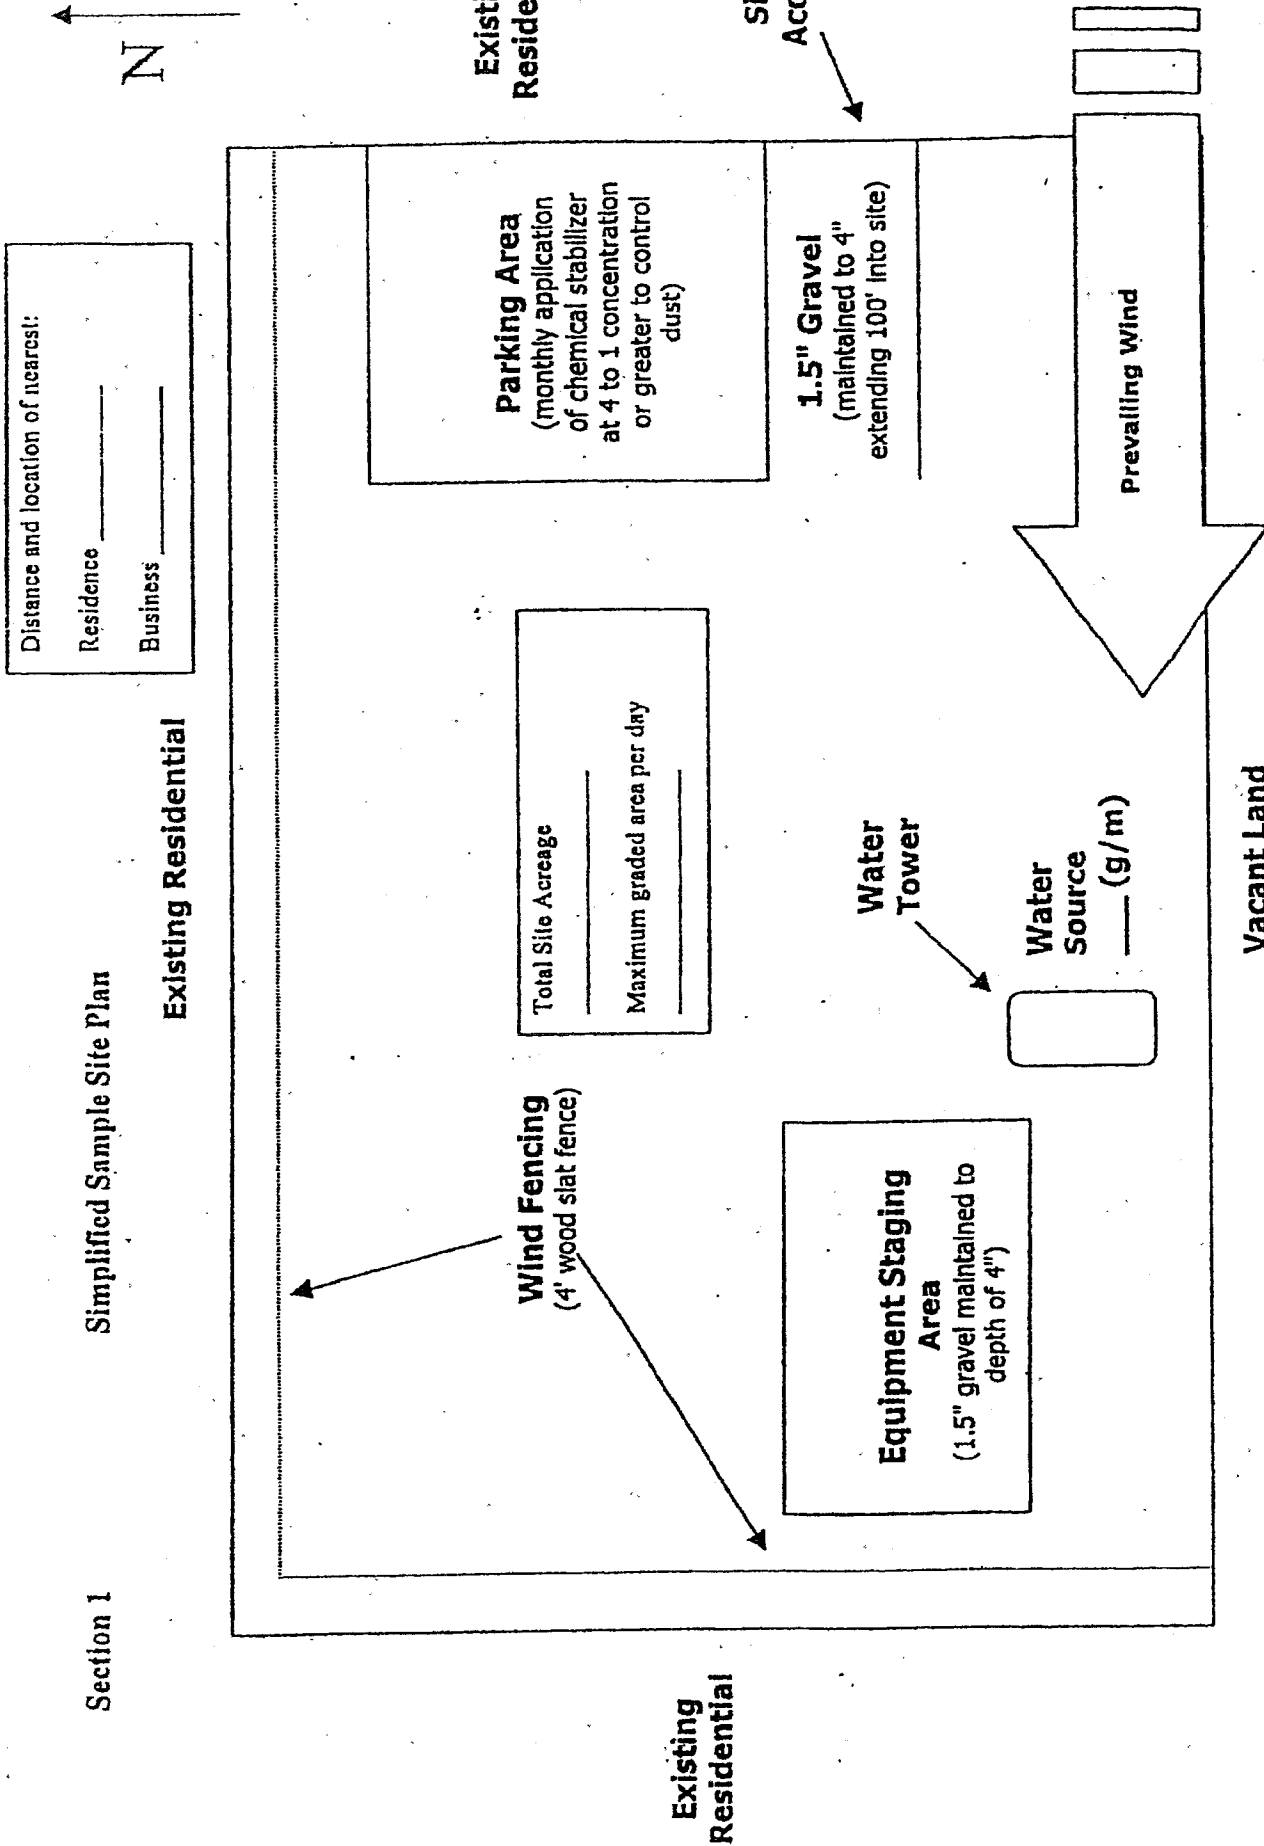 Section 1
Simplified Sample Site Plan
Distance and location of nearest:
Residence
Business
N
Existing Residential
Existing
Residential
Wind Fencing
(4' wood slat fence)
Total Site Acreage
Maximum graded area per day
Parking Area
(monthly application
of chemical stabilizer
at 4 to 1 concentration
or greater to control
dust)
1.5" Gravel
(maintained to 4"
extending 100' into site)
Equipment Staging
Area
(1.5" gravel maintained to
depth of 4")
Water
Tower
Water
Source
(g/m)
Prevailing Wind
Vacant Land
Existi
Reside
Si
Acc